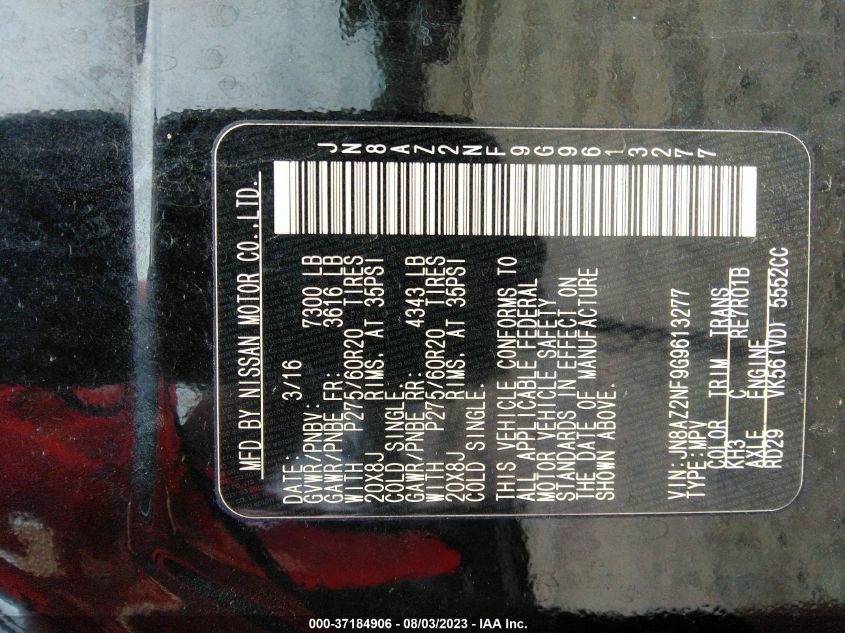 JN8AZ2NF9G9613277
MFD BY NISSAN MOTOR CO.,LTD.
DATE: 3/16
GVWR/PNBV: 7300 LB
GAWR/PNBE FR: 3616 LB
WITH P275/60R20 TIRES
20X8J RIMS. AT 35PSI
COLD SINGLE.
GAWR/PNBE RR: 4343 LB
WITH P275/60R20 TIRES
20X8J RIMS. AT 35PSI
COLD SINGLE.
THIS VEHICLE CONFORMS TO
ALL APPLICABLE FEDERAL
MOTOR VEHICLE SAFETY
STANDARDS IN EFFECT ON
THE DATE OF MANUFACTURE
SHOWN ABOVE.
VIN:JN8AZ2NF9G9613277
TYPE:MPV
COLOR TRIM TRANS
KH3 C RE7R01B
AXLE ENGINE
RD29 VK56(VD) 5552CC
000-37184906 - 08/03/2023 - IAA Inc.